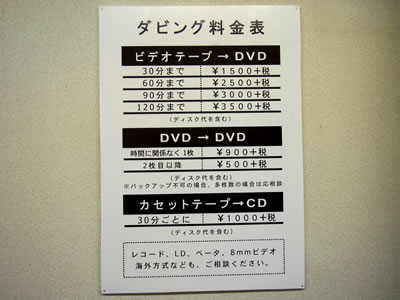 ダビング料金表
ビデオテープ→DVD
30分まで ¥1500+税
60分まで ¥2500+税
90分まで ¥3000+税
120分まで ¥3500+税
(ディスク代を含む)
DVD→DVD
時間に関係なく1枚 ¥900+税
2枚目以降 ¥500+税
(ディスク代を含む)
※バックアップ不可の場合、多枚数の場合は応相談
カセットテープ→CD
30分ごとに ¥1000+税
(ディスク代を含む)
レコード、LD、ベータ、8mmビデオ
海外方式なども、ご相談ください。